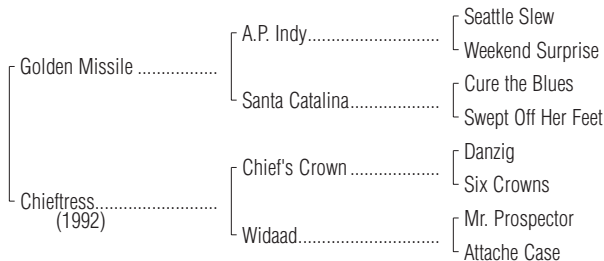 Seattle Slew
A.P. Indy....................
Weekend Surprise
Golden Missile ................
Cure the Blues
Santa Catalina......................
Swept Off Her Feet
Danzig
Chief's Crown ......................
Six Crowns
Chieftress......................
(1992)
Mr. Prospector
Widaad...............................
Attache Case